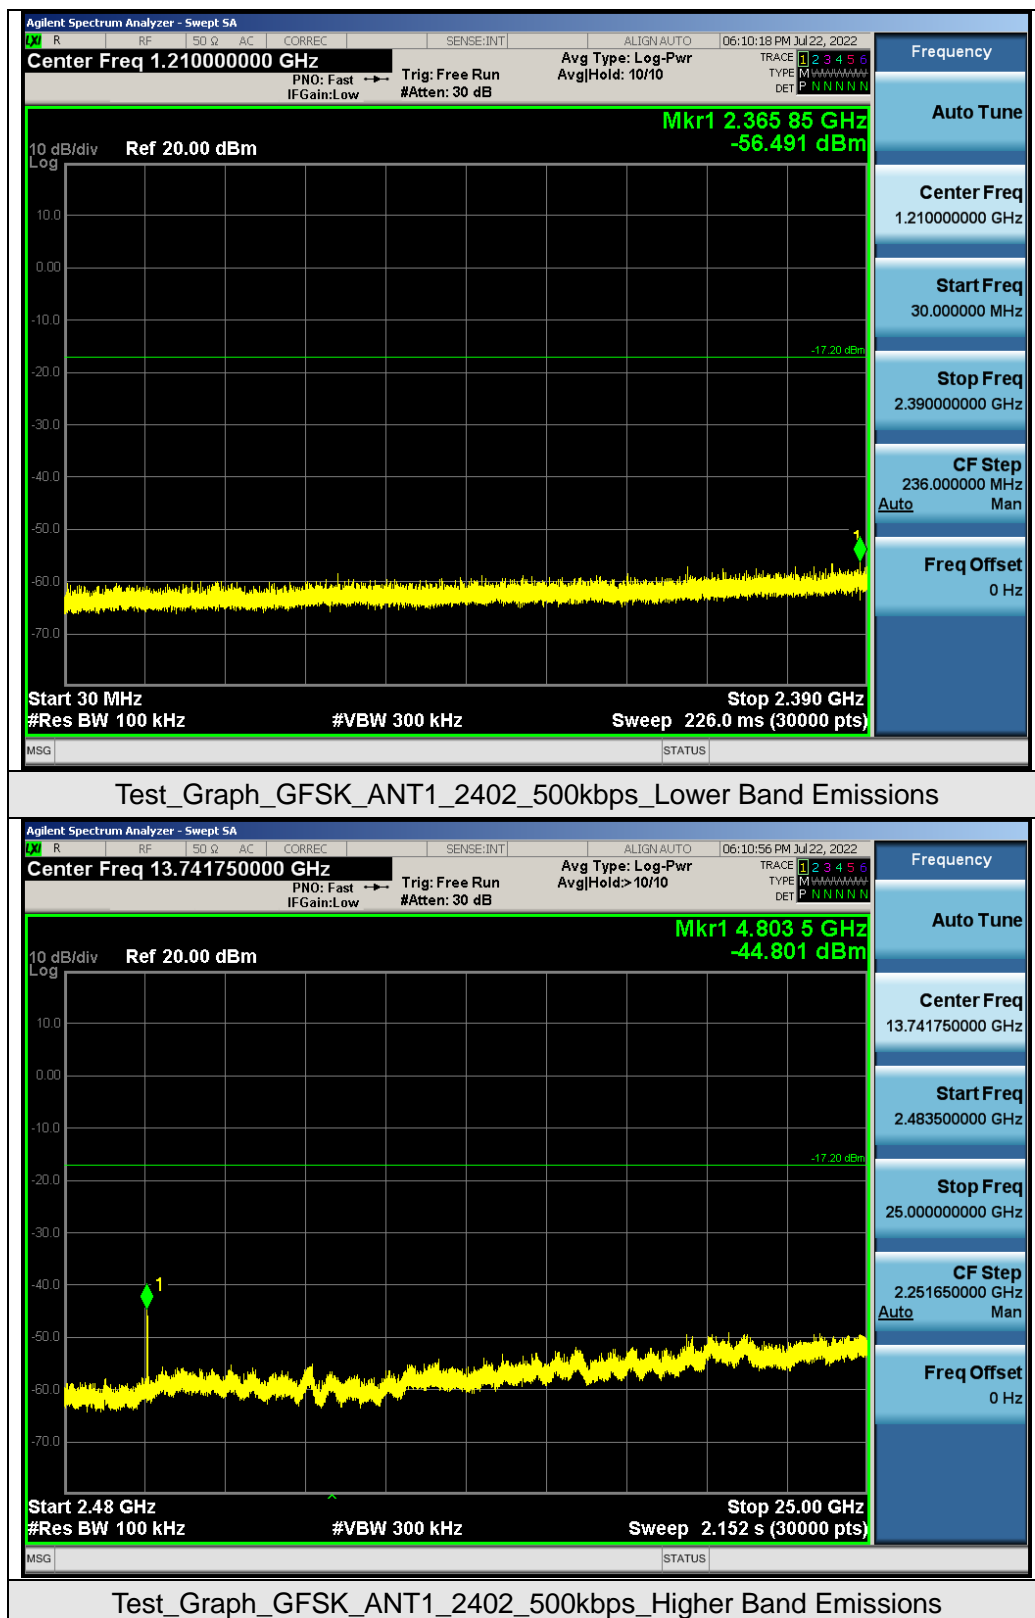 Agilent Spectrum Analyzer - Swept SA
LXI R RF 50 Ω AC CORREC SENSE:INT ALIGN AUTO 06:10:18 PM Jul 22, 2022
Center Freq 1.210000000 GHz
PNO: Fast
IFGain:Low
Trig: Free Run
#Atten: 30 dB
Avg Type: Log-Pwr
Avg|Hold: 10/10
TRACE 1 2 3 4 5 6
TYPE M
DET P N N N N N
Mkr1 2.365 85 GHz
-56.491 dBm
10 dB/div Ref 20.00 dBm
Log
10.0
0.00
-10.0
-17.20 dBm
-20.0
-30.0
-40.0
-50.0
1
-60.0
-70.0
Start 30 MHz Stop 2.390 GHz
#Res BW 100 kHz #VBW 300 kHz Sweep 226.0 ms (30000 pts)
MSG STATUS
Frequency
Auto Tune
Center Freq
1.210000000 GHz
Start Freq
30.000000 MHz
Stop Freq
2.390000000 GHz
CF Step
236.000000 MHz
Auto Man
Freq Offset
0 Hz
Test_Graph_GFSK_ANT1_2402_500kbps_Lower Band Emissions
Agilent Spectrum Analyzer - Swept SA
LXI R RF 50 Ω AC CORREC SENSE:INT ALIGN AUTO 06:10:56 PM Jul 22, 2022
Center Freq 13.741750000 GHz
PNO: Fast
IFGain:Low
Trig: Free Run
#Atten: 30 dB
Avg Type: Log-Pwr
Avg|Hold:>10/10
TRACE 1 2 3 4 5 6
TYPE M
DET P N N N N N
Mkr1 4.803 5 GHz
-44.801 dBm
10 dB/div Ref 20.00 dBm
Log
10.0
0.00
-10.0
-17.20 dBm
-20.0
-30.0
-40.0
1
-50.0
-60.0
-70.0
Start 2.48 GHz Stop 25.00 GHz
#Res BW 100 kHz #VBW 300 kHz Sweep 2.152 s (30000 pts)
MSG STATUS
Frequency
Auto Tune
Center Freq
13.741750000 GHz
Start Freq
2.483500000 GHz
Stop Freq
25.000000000 GHz
CF Step
2.251650000 GHz
Auto Man
Freq Offset
0 Hz
Test_Graph_GFSK_ANT1_2402_500kbps_Higher Band Emissions